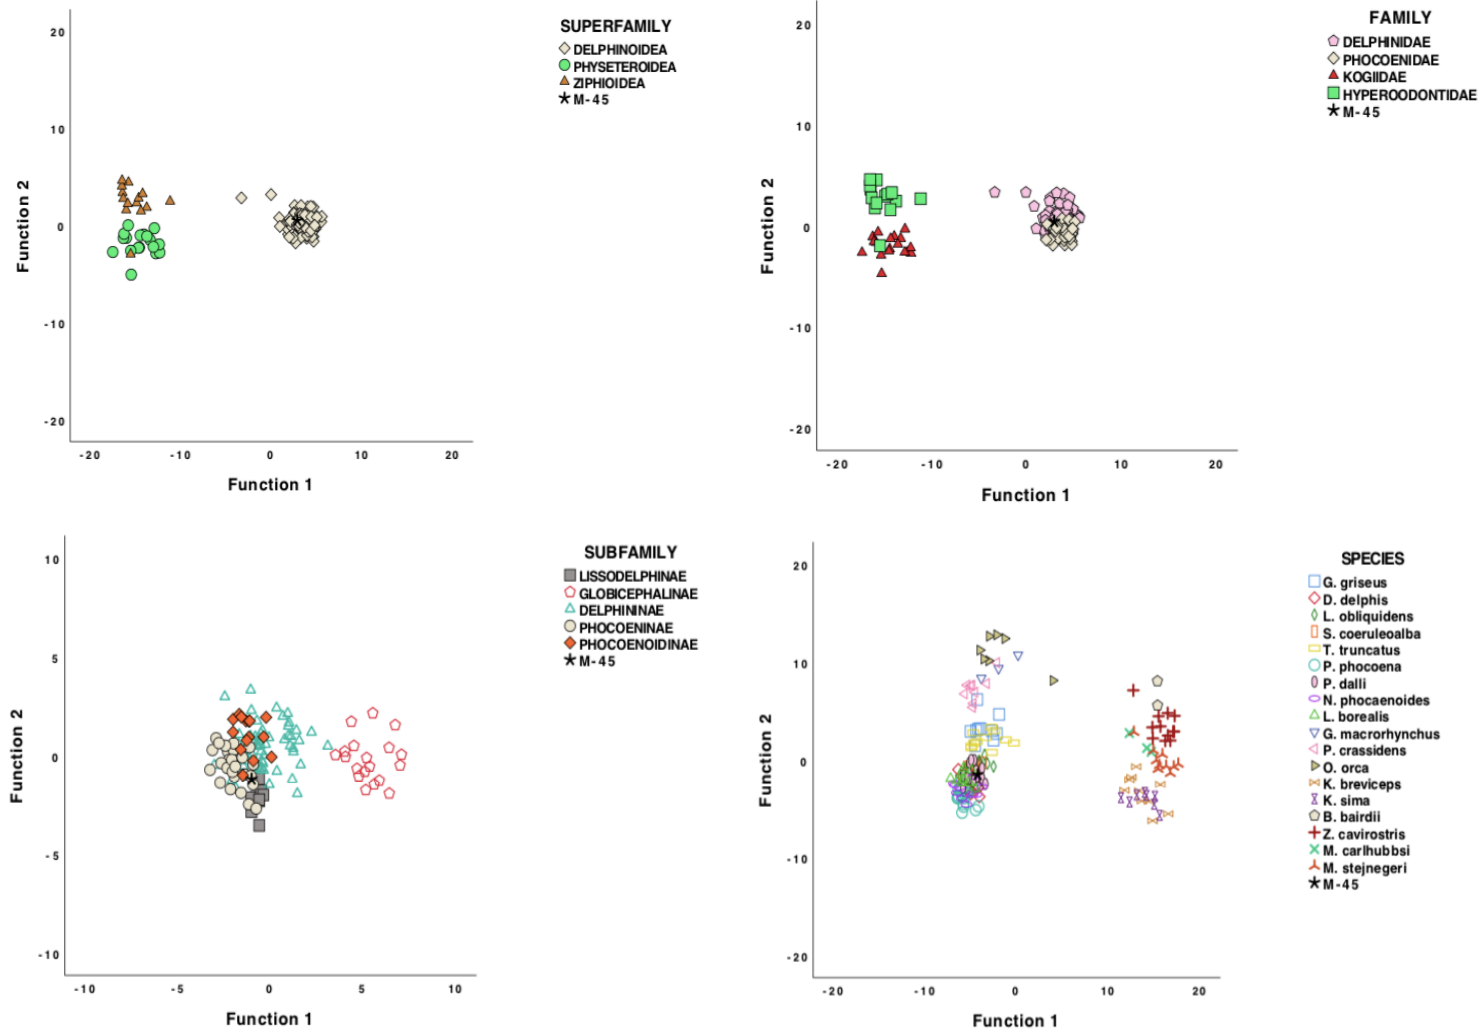 SUPERFAMILY
DELPHINOIDEA
PHYSETEROIDEA
ZIPHIOIDEA
M-45
20
10
0
-10
-20
Function 2
-20 -10 0 10 20
Function 1
FAMILY
DELPHINIDAE
PHOCOENIDAE
KOGIIDAE
HYPEROODONTIDAE
M-45
20
10
0
-10
-20
Function 2
-20 -10 0 10 20
Function 1
SUBFAMILY
LISSODELPHINAE
GLOBICEPHALINAE
DELPHININAE
PHOCOENINAE
PHOCOENOIDINAE
M-45
10
5
0
-5
-10
Function 2
-10 -5 0 5 10
Function 1
SPECIES
G. griseus
D. delphis
L. obliquidens
S. coeruleoalba
T. truncatus
P. phocoena
P. dalli
N. phocaenoides
L. borealis
G. macrorhynchus
P. crassidens
O. orca
K. breviceps
K. sima
B. bairdii
Z. cavirostris
M. carlhubbsi
M. stejnegeri
M-45
20
10
0
-10
-20
Function 2
-20 -10 0 10 20
Function 1